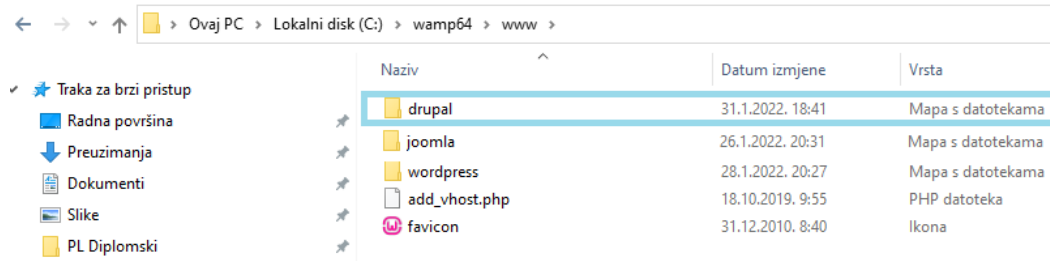 Ovaj PC > Lokalni disk (C:) > wamp64 > www >
Naziv Datum izmjene Vrsta
Traka za brzi pristup
Radna površina
Preuzimanja
Dokumenti
Slike
PL Diplomski
drupal 31.1.2022. 18:41 Mapa s datotekama
joomla 26.1.2022. 20:31 Mapa s datotekama
wordpress 28.1.2022. 20:27 Mapa s datotekama
add_vhost.php 18.10.2019. 9:55 PHP datoteka
favicon 31.12.2010. 8:40 Ikona